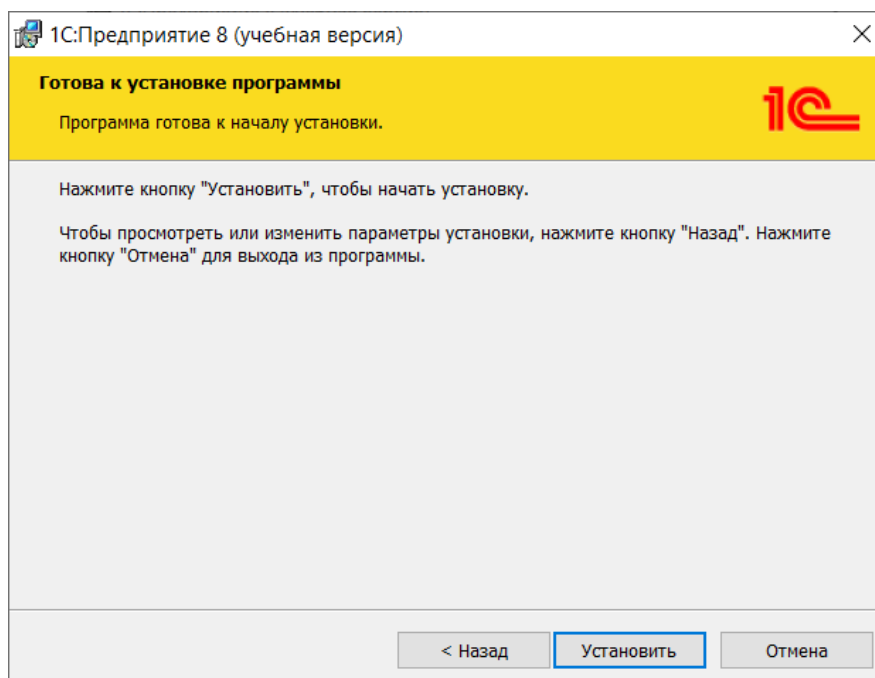 1С:Предприятие 8 (учебная версия)
Готова к установке программы
Программа готова к началу установки.
1С
Нажмите кнопку "Установить", чтобы начать установку.
Чтобы просмотреть или изменить параметры установки, нажмите кнопку "Назад". Нажмите
кнопку "Отмена" для выхода из программы.
< Назад
Установить
Отмена